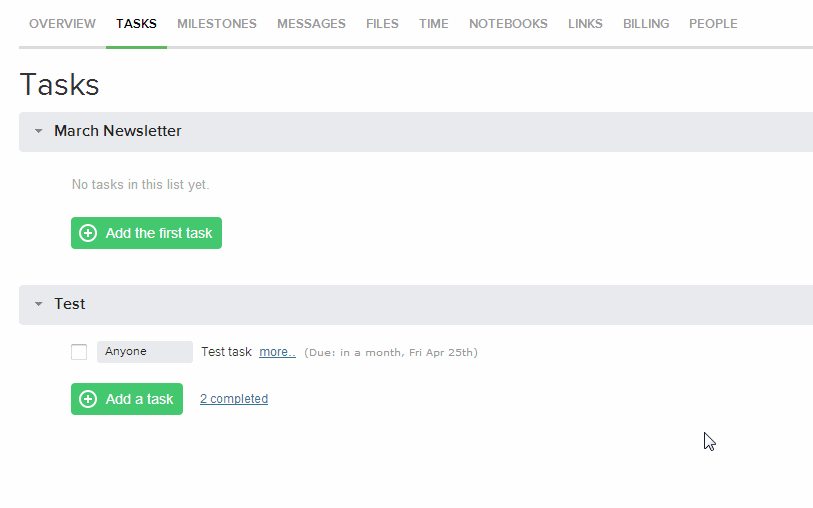 OVERVIEW TASKS MILESTONES MESSAGES FILES TIME NOTEBOOKS LINKS BILLING PEOPLE
Tasks
March Newsletter
No tasks in this list yet.
Add the first task
Test
Anyone Test task more.. (Due: in a month, Fri Apr 25th)
Add a task 2 completed